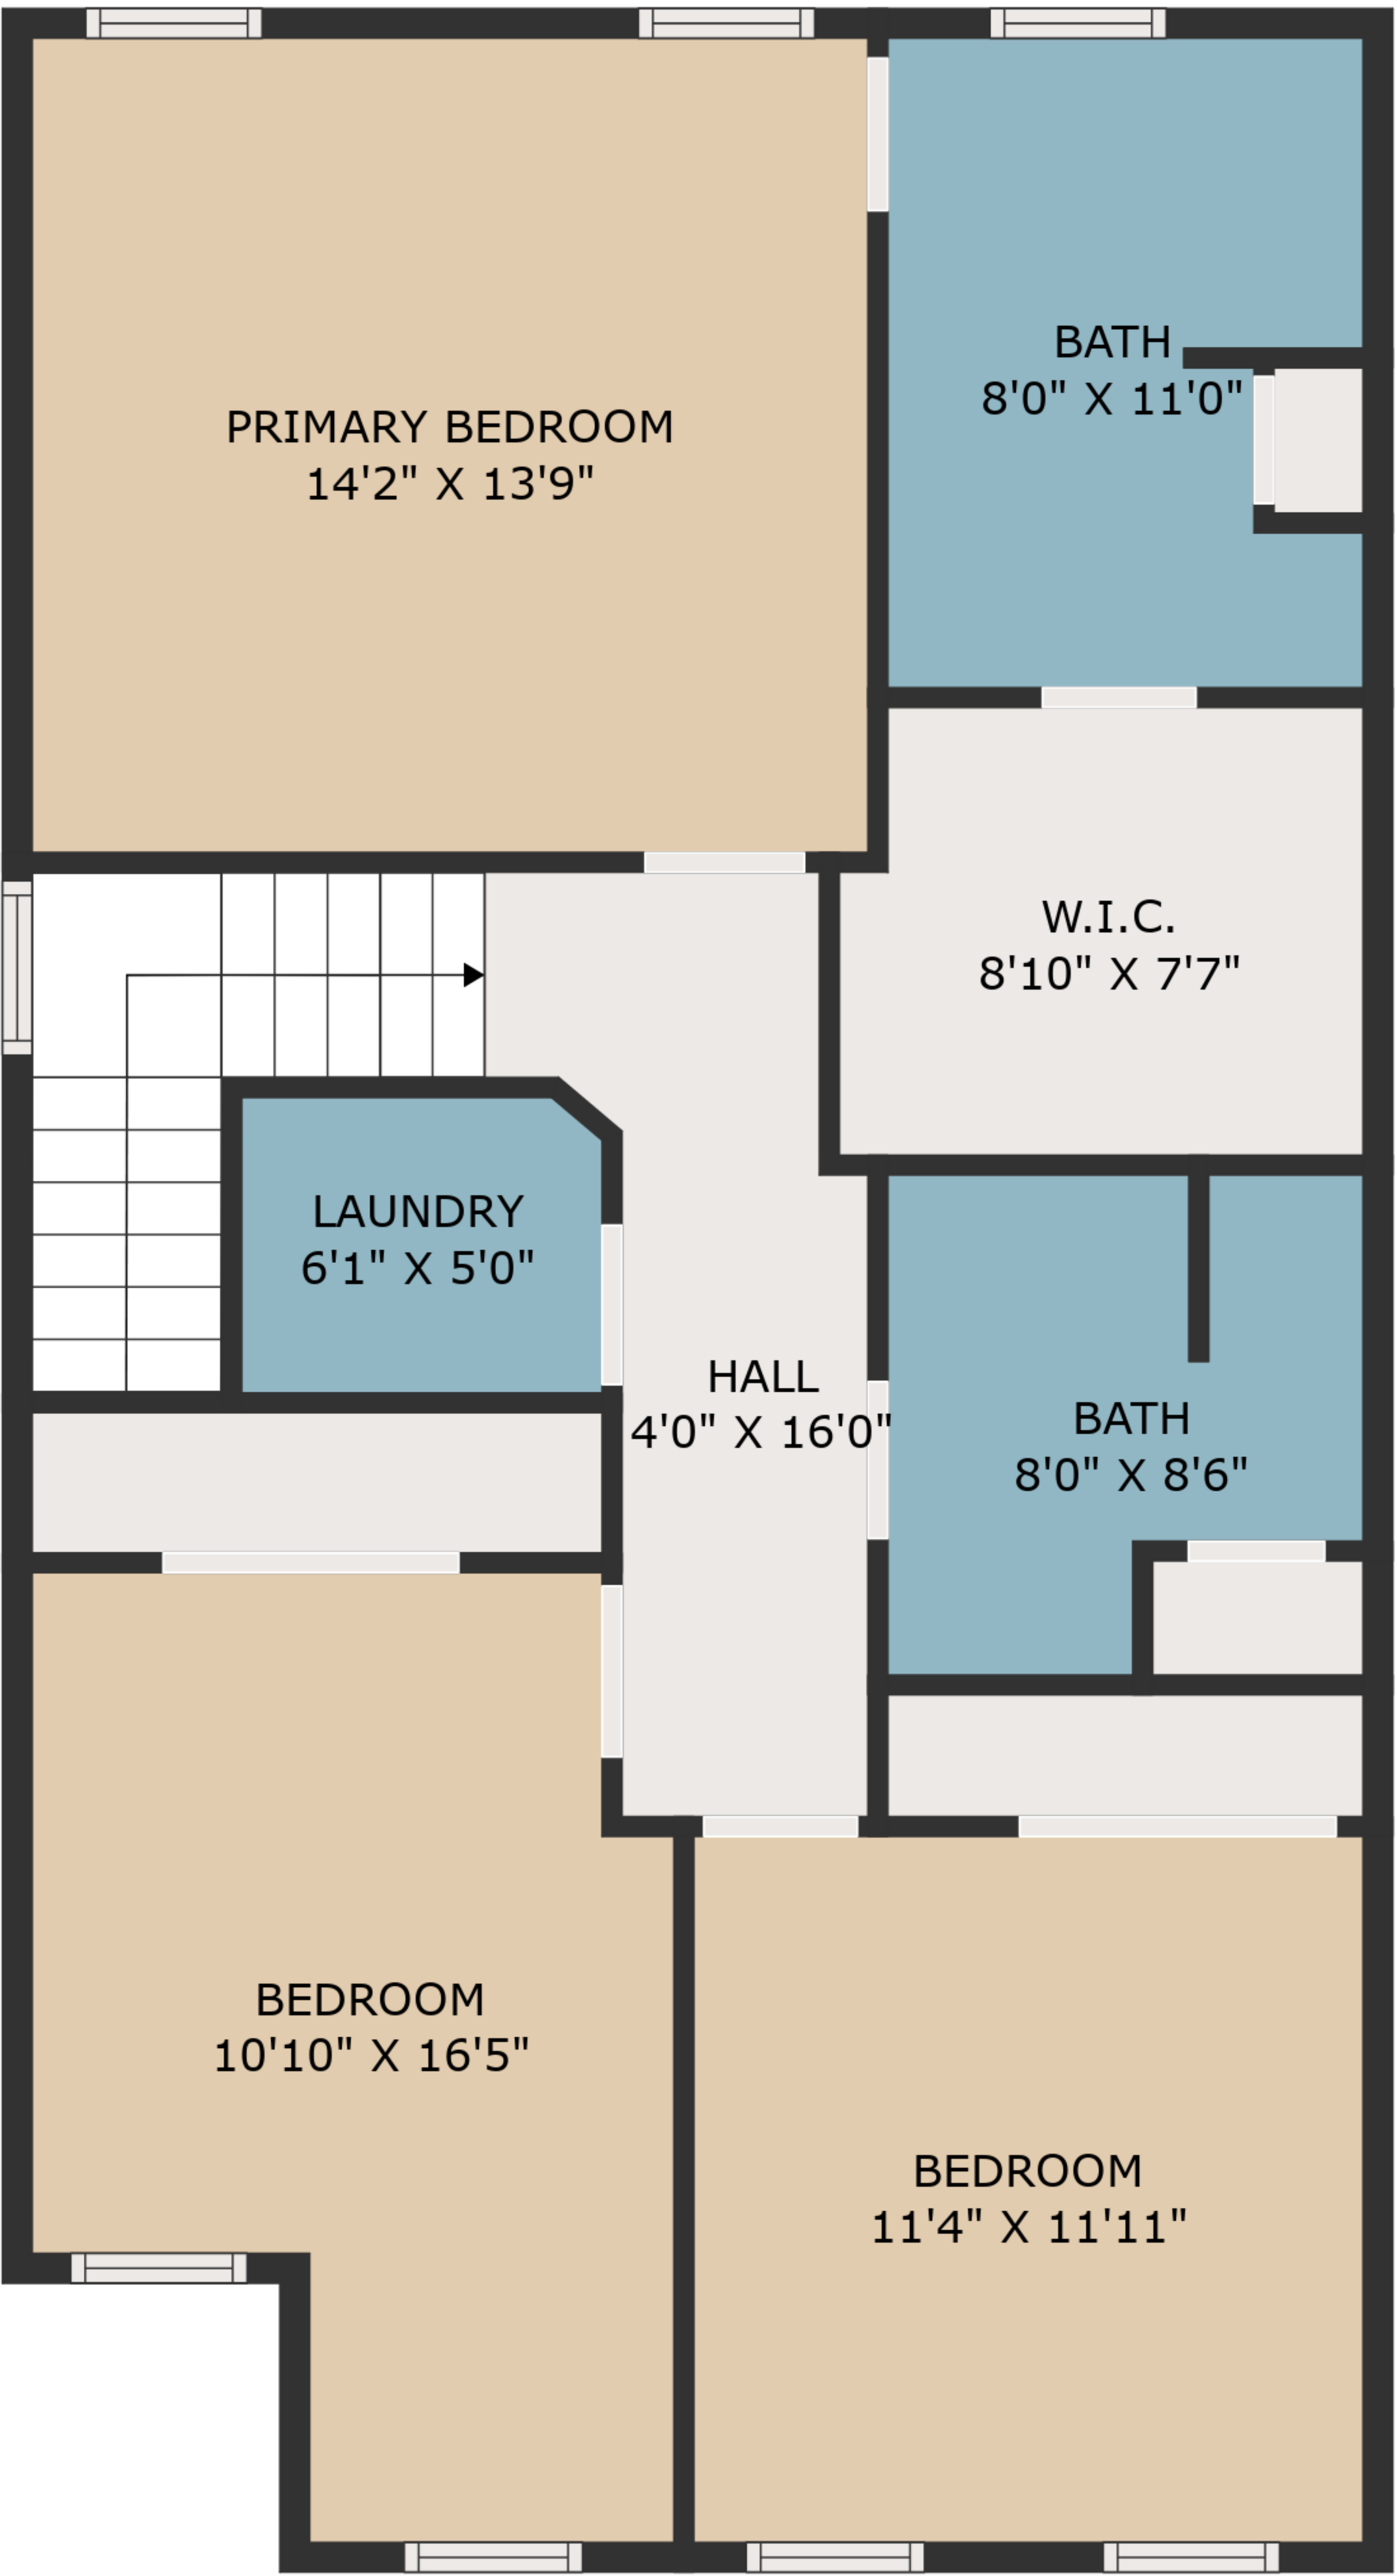 BATH
8'0" X 11'0"
PRIMARY BEDROOM
14'2" X 13'9"
W.I.C.
8'10" X 7'7"
LAUNDRY
6'1" X 5'0"
HALL
4'0" X 16'0"
BATH
8'0" X 8'6"
BEDROOM
10'10" X 16'5"
BEDROOM
11'4" X 11'11"